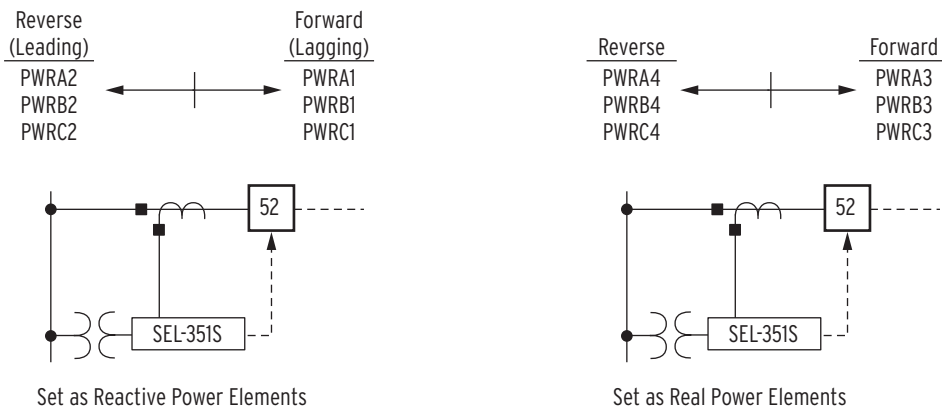 Reverse
(Leading)
PWRA2
PWRB2
PWRC2
Forward
(Lagging)
PWRA1
PWRB1
PWRC1
52
SEL-351S
Set as Reactive Power Elements
Reverse
PWRA4
PWRB4
PWRC4
Forward
PWRA3
PWRB3
PWRC3
52
SEL-351S
Set as Real Power Elements